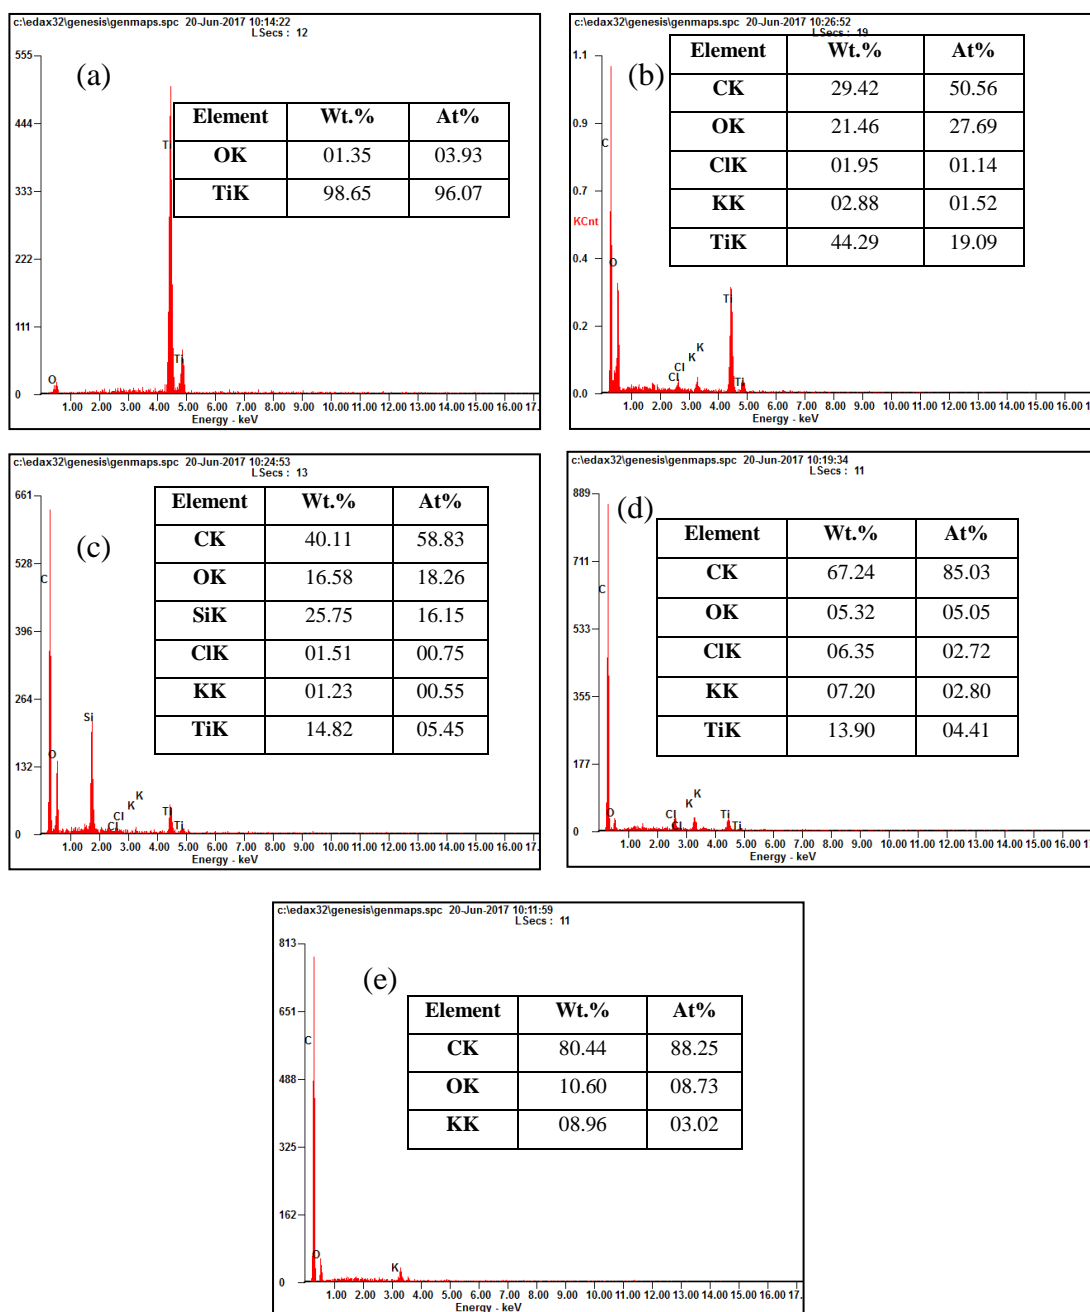 c:\edax32\genesis\genmaps.spc 20-Jun-2017 10:14:22
LSecs : 12
555
444
333
222
111
0
(a)
Element Wt.% At%
OK 01.35 03.93
TiK 98.65 96.07
Ti
Ti
O
1.00 2.00 3.00 4.00 5.00 6.00 7.00 8.00 9.00 10.00 11.00 12.00 13.00 14.00 15.00 16.00 17.
Energy - keV
c:\edax32\genesis\genmaps.spc 20-Jun-2017 10:26:52
LSecs : 19
1.1
0.9
0.7
KCnt
0.4
0.2
0.0
(b)
Element Wt.% At%
CK 29.42 50.56
OK 21.46 27.69
ClK 01.95 01.14
KK 02.88 01.52
TiK 44.29 19.09
C
O
Cl
Cl
K
K
Ti
Ti
1.00 2.00 3.00 4.00 5.00 6.00 7.00 8.00 9.00 10.00 11.00 12.00 13.00 14.00 15.00 16.00 1
Energy - keV
c:\edax32\genesis\genmaps.spc 20-Jun-2017 10:24:53
LSecs : 13
661
528
396
264
132
0
(c)
Element Wt.% At%
CK 40.11 58.83
OK 16.58 18.26
SiK 25.75 16.15
ClK 01.51 00.75
KK 01.23 00.55
TiK 14.82 05.45
C
O
Si
Cl
Cl
K
K
Ti
Ti
1.00 2.00 3.00 4.00 5.00 6.00 7.00 8.00 9.00 10.00 11.00 12.00 13.00 14.00 15.00 16.00 17.
Energy - keV
c:\edax32\genesis\genmaps.spc 20-Jun-2017 10:19:34
LSecs : 11
889
711
533
355
177
0
(d)
Element Wt.% At%
CK 67.24 85.03
OK 05.32 05.05
ClK 06.35 02.72
KK 07.20 02.80
TiK 13.90 04.41
C
O
Cl
Cl
K
K
Ti
Ti
1.00 2.00 3.00 4.00 5.00 6.00 7.00 8.00 9.00 10.00 11.00 12.00 13.00 14.00 15.00 16.00 1
Energy - keV
c:\edax32\genesis\genmaps.spc 20-Jun-2017 10:11:59
LSecs : 11
813
651
488
325
162
0
(e)
Element Wt.% At%
CK 80.44 88.25
OK 10.60 08.73
KK 08.96 03.02
C
O
K
1.00 2.00 3.00 4.00 5.00 6.00 7.00 8.00 9.00 10.00 11.00 12.00 13.00 14.00 15.00 16.00 17.
Energy - keV